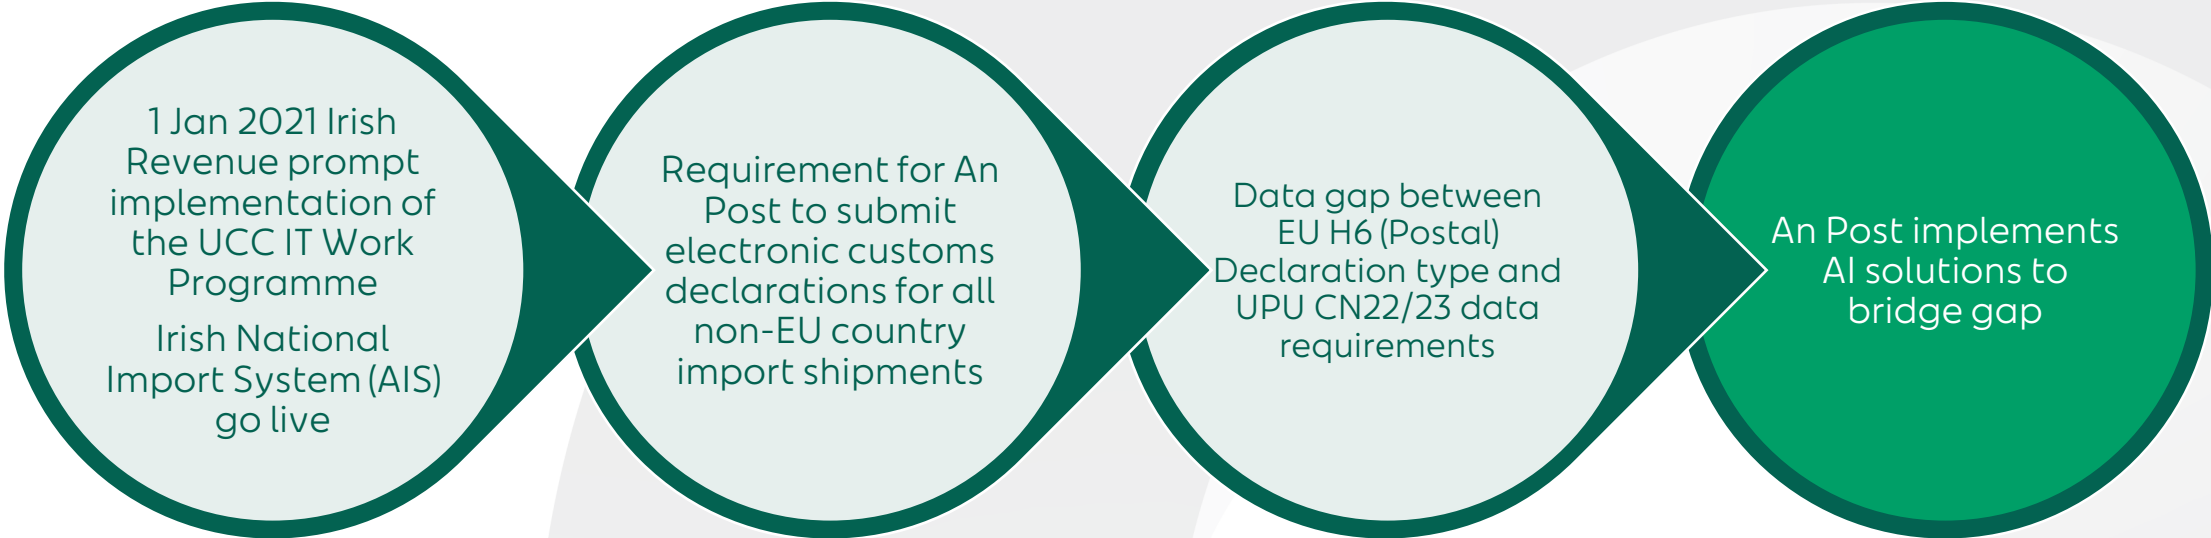 1 Jan 2021 Irish
Revenue prompt
implementation of
the UCC IT Work
Programme
Irish National
Import System (AIS)
go live
Requirement for An
Post to submit
electronic customs
declarations for all
non-EU country
import shipments
Data gap between
EU H6 (Postal)
Declaration type and
UPU CN22/23 data
requirements
An Post implements
AI solutions to
bridge gap